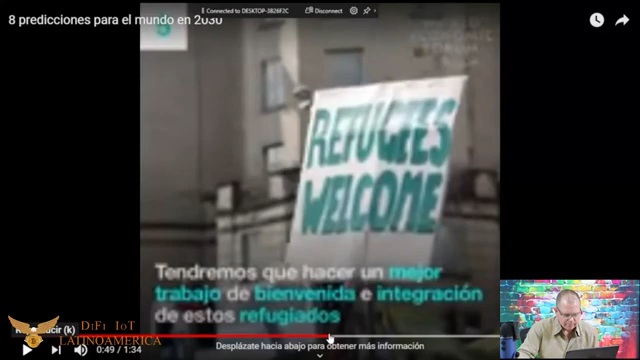 Connected to DESKTOP-3B26F2C
Disconnect
8 predicciones para el mundo en 2030
ECONOMIC
FORUM
REFUGEES
WELCOME
Tendremos que hacer un mejor
trabajo de bienvenida e integración
de estos refugiados
(k)
DiFi IoT
LATINOAMERICA
0:49 / 1:34
Desplázate hacia abajo para obtener más información